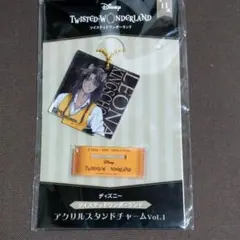 Disney
TWISTED-WONDERLAND
ツイステッドワンダーランド
11
LEONA
KINGSCHOLAR
TWISTED-WONDERLAND
ディズニー
ツイステッドワンダーランド
アクリルスタンドチャームVol.1